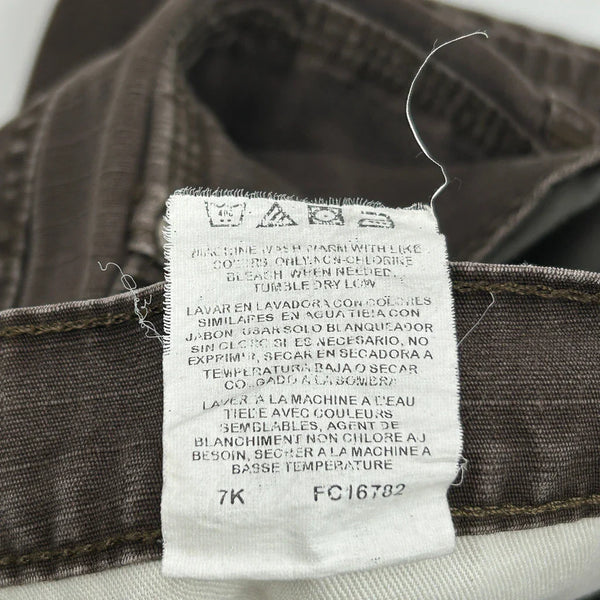 MACHINE WASH WARM WITH LIKE
COLORS, ONLY NON-CHLORINE
BLEACH WHEN NEEDED,
TUMBLE DRY LOW
LAVAR EN LAVADORA CON COLORES
SIMILARES EN AGUA TIBIA CON
JABON, USAR SOLO BLANQUEADOR
SIN CLORO SI ES NECESARIO, NO
EXPRIMIR, SECAR EN SECADORA A
TEMPERATURA BAJA O SECAR
COLGADO A LA SOMBRA
LAVER A LA MACHINE A L'EAU
TIEDE AVEC COULEURS
SEMBLABLES, AGENT DE
BLANCHIMENT NON CHLORE AU
BESOIN, SECHER A LA MACHINE A
BASSE TEMPERATURE
7K FC16782